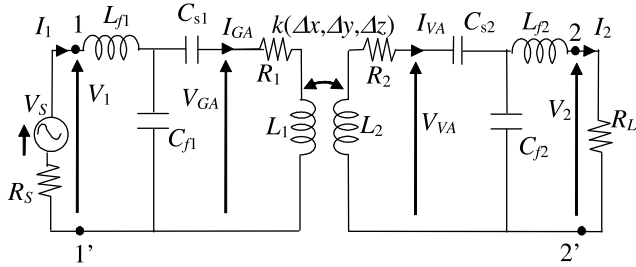 I1 1 Lf1 Cs1 IGA k(Δx,Δy,Δz) IVA Cs2 Lf2 2 I2
R1 R2
VS V1 VGA L1 L2 VVA V2
Cf1 Cf2 RL
RS
1' 2'